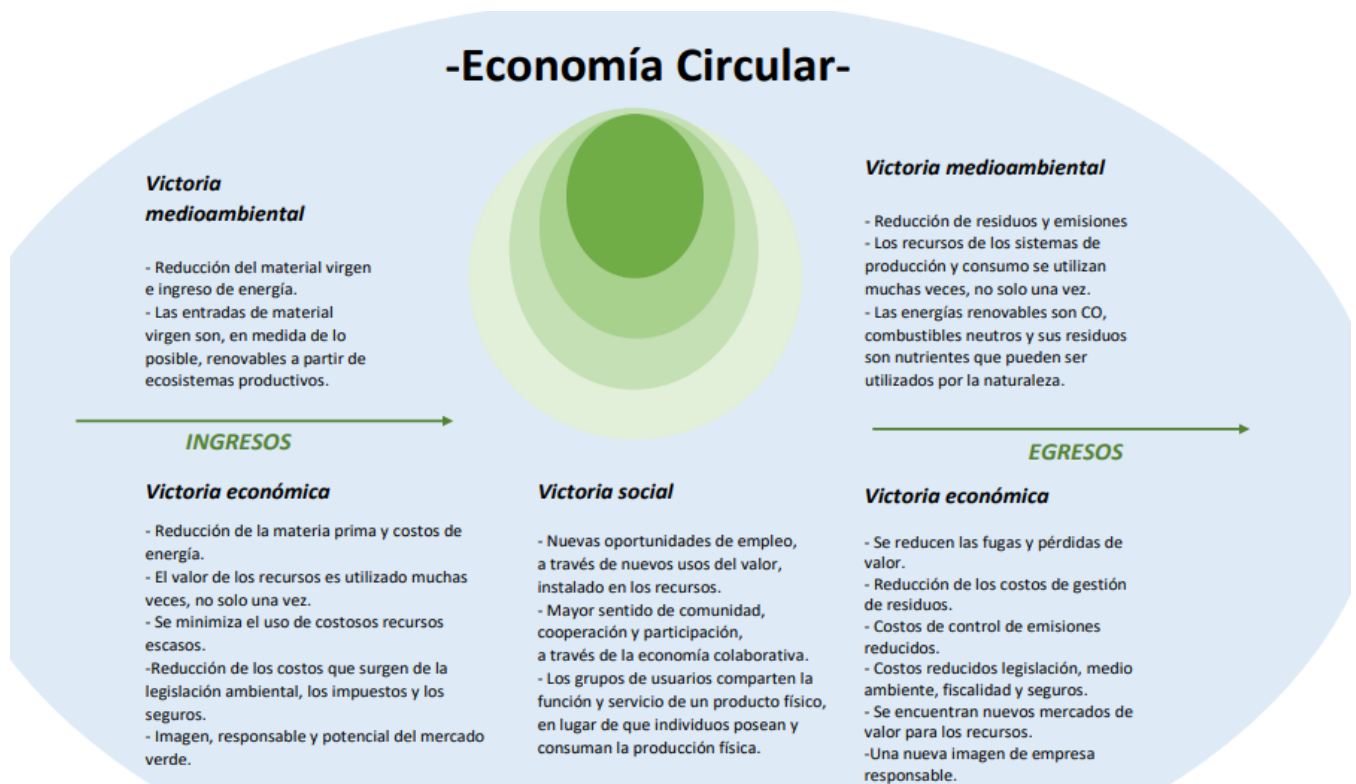 -Economía Circular-
Victoria
medioambiental
- Reducción del material virgen
e ingreso de energía.
- Las entradas de material
virgen son, en medida de lo
posible, renovables a partir de
ecosistemas productivos.
Victoria medioambiental
- Reducción de residuos y emisiones
- Los recursos de los sistemas de
producción y consumo se utilizan
muchas veces, no solo una vez.
- Las energías renovables son CO,
combustibles neutros y sus residuos
son nutrientes que pueden ser
utilizados por la naturaleza.
INGRESOS
EGRESOS
Victoria económica
- Reducción de la materia prima y costos de
energía.
- El valor de los recursos es utilizado muchas
veces, no solo una vez.
- Se minimiza el uso de costosos recursos
escasos.
-Reducción de los costos que surgen de la
legislación ambiental, los impuestos y los
seguros.
- Imagen, responsable y potencial del mercado
verde.
Victoria social
- Nuevas oportunidades de empleo,
a través de nuevos usos del valor,
instalado en los recursos.
- Mayor sentido de comunidad,
cooperación y participación,
a través de la economía colaborativa.
- Los grupos de usuarios comparten la
función y servicio de un producto físico,
en lugar de que individuos posean y
consuman la producción física.
Victoria económica
- Se reducen las fugas y pérdidas de
valor.
- Reducción de los costos de gestión
de residuos.
- Costos de control de emisiones
reducidos.
- Costos reducidos legislación, medio
ambiente, fiscalidad y seguros.
- Se encuentran nuevos mercados de
valor para los recursos.
-Una nueva imagen de empresa
responsable.